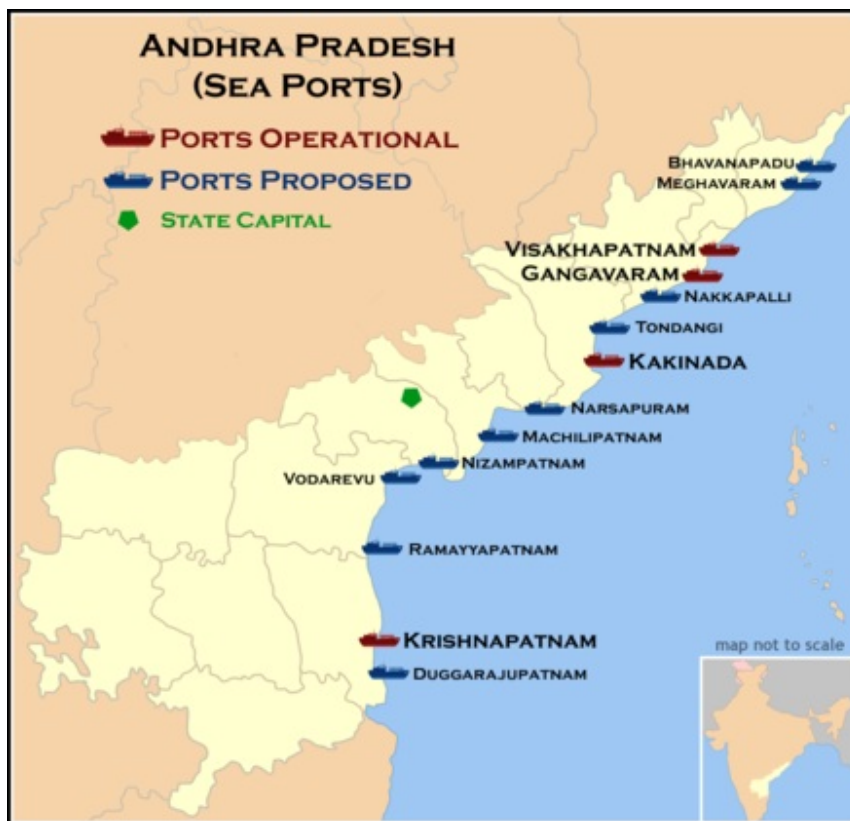 ANDHRA PRADESH
(SEA PORTS)
PORTS OPERATIONAL
PORTS PROPOSED
STATE CAPITAL
BHAVANAPADU
MEGHAVARAM
VISAKHAPATNAM
GANGAVARAM
NAKKAPALLI
TONDANGI
KAKINADA
NARSAPURAM
MACHILIPATNAM
NIZAMPATNAM
VODAREVU
RAMAYYAPATNAM
KRISHNAPATNAM
map not to scale
DUGGARAJUPATNAM